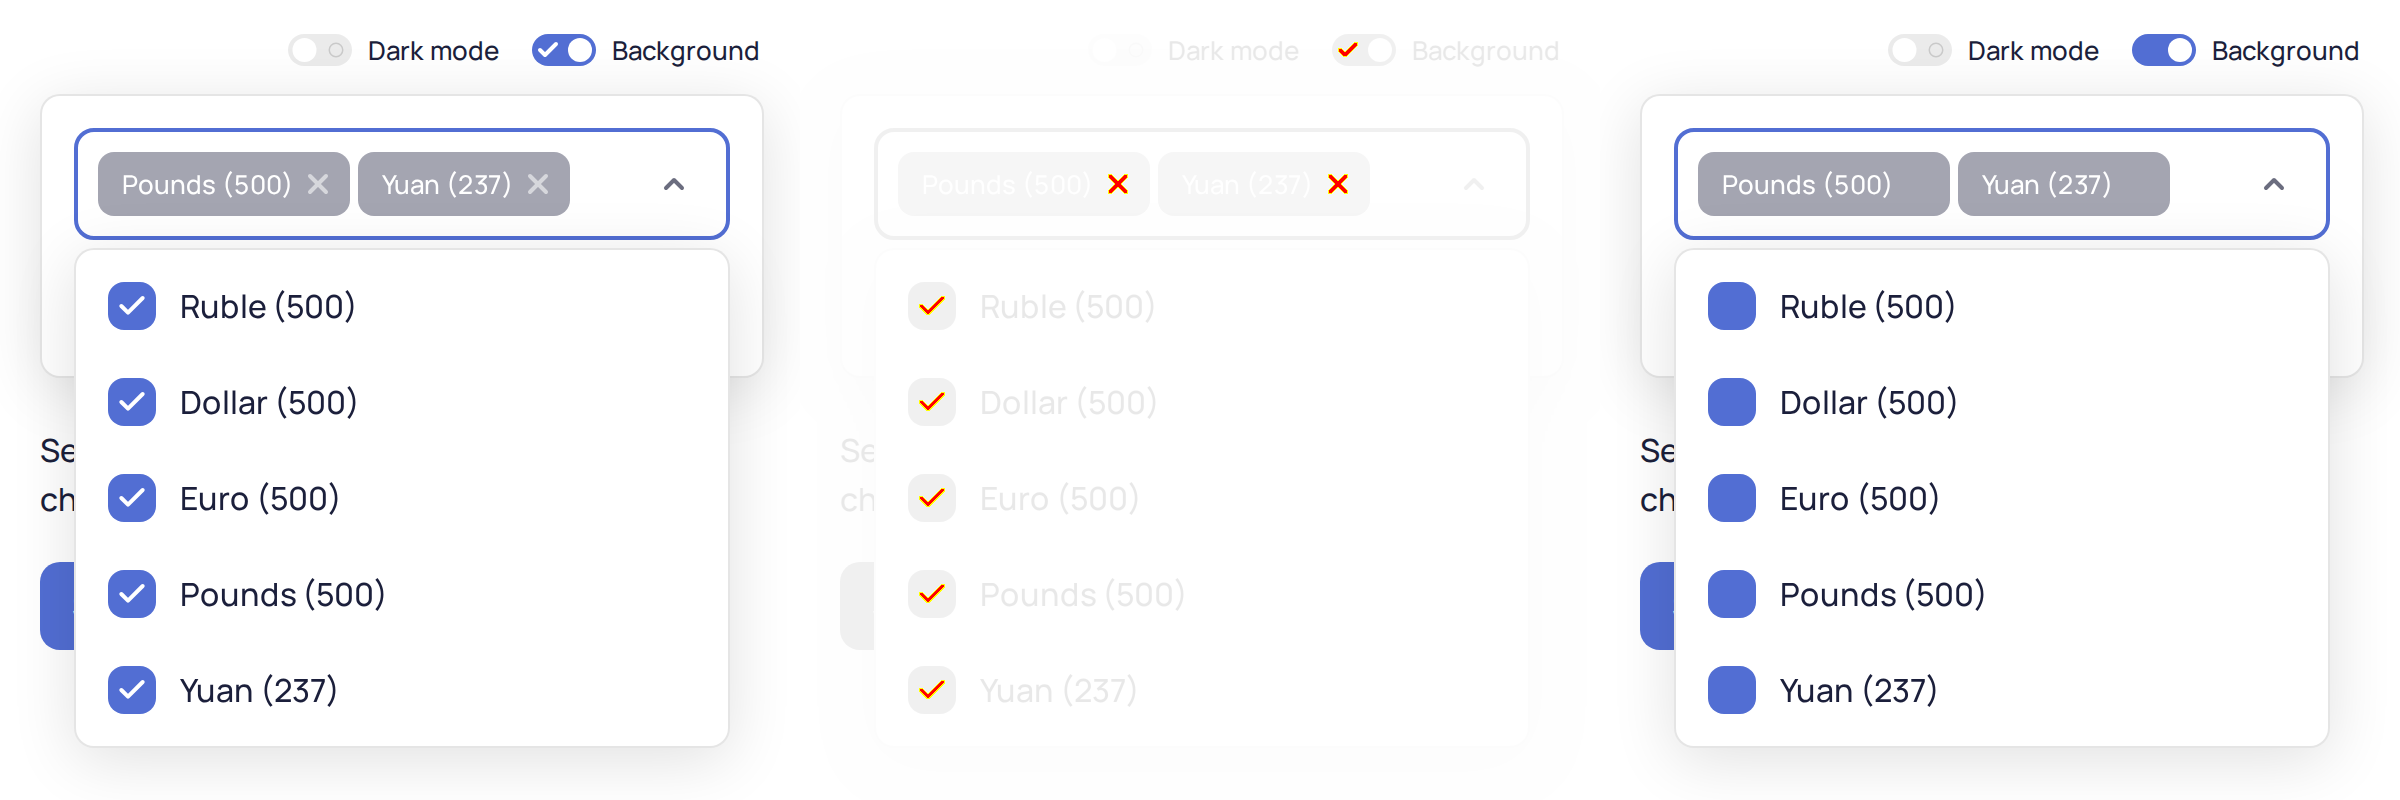 Dark mode Background
Pounds (500) Yuan (237)
Ruble (500)
Dollar (500)
Se
Euro (500)
ch
Pounds (500)
Yuan (237)
Dark mode Background
Pounds (500) Yuan (237)
Ruble (500)
Dollar (500)
Se
Euro (500)
ch
Pounds (500)
Yuan (237)
Dark mode Background
Pounds (500) Yuan (237)
Ruble (500)
Dollar (500)
Se
Euro (500)
ch
Pounds (500)
Yuan (237)